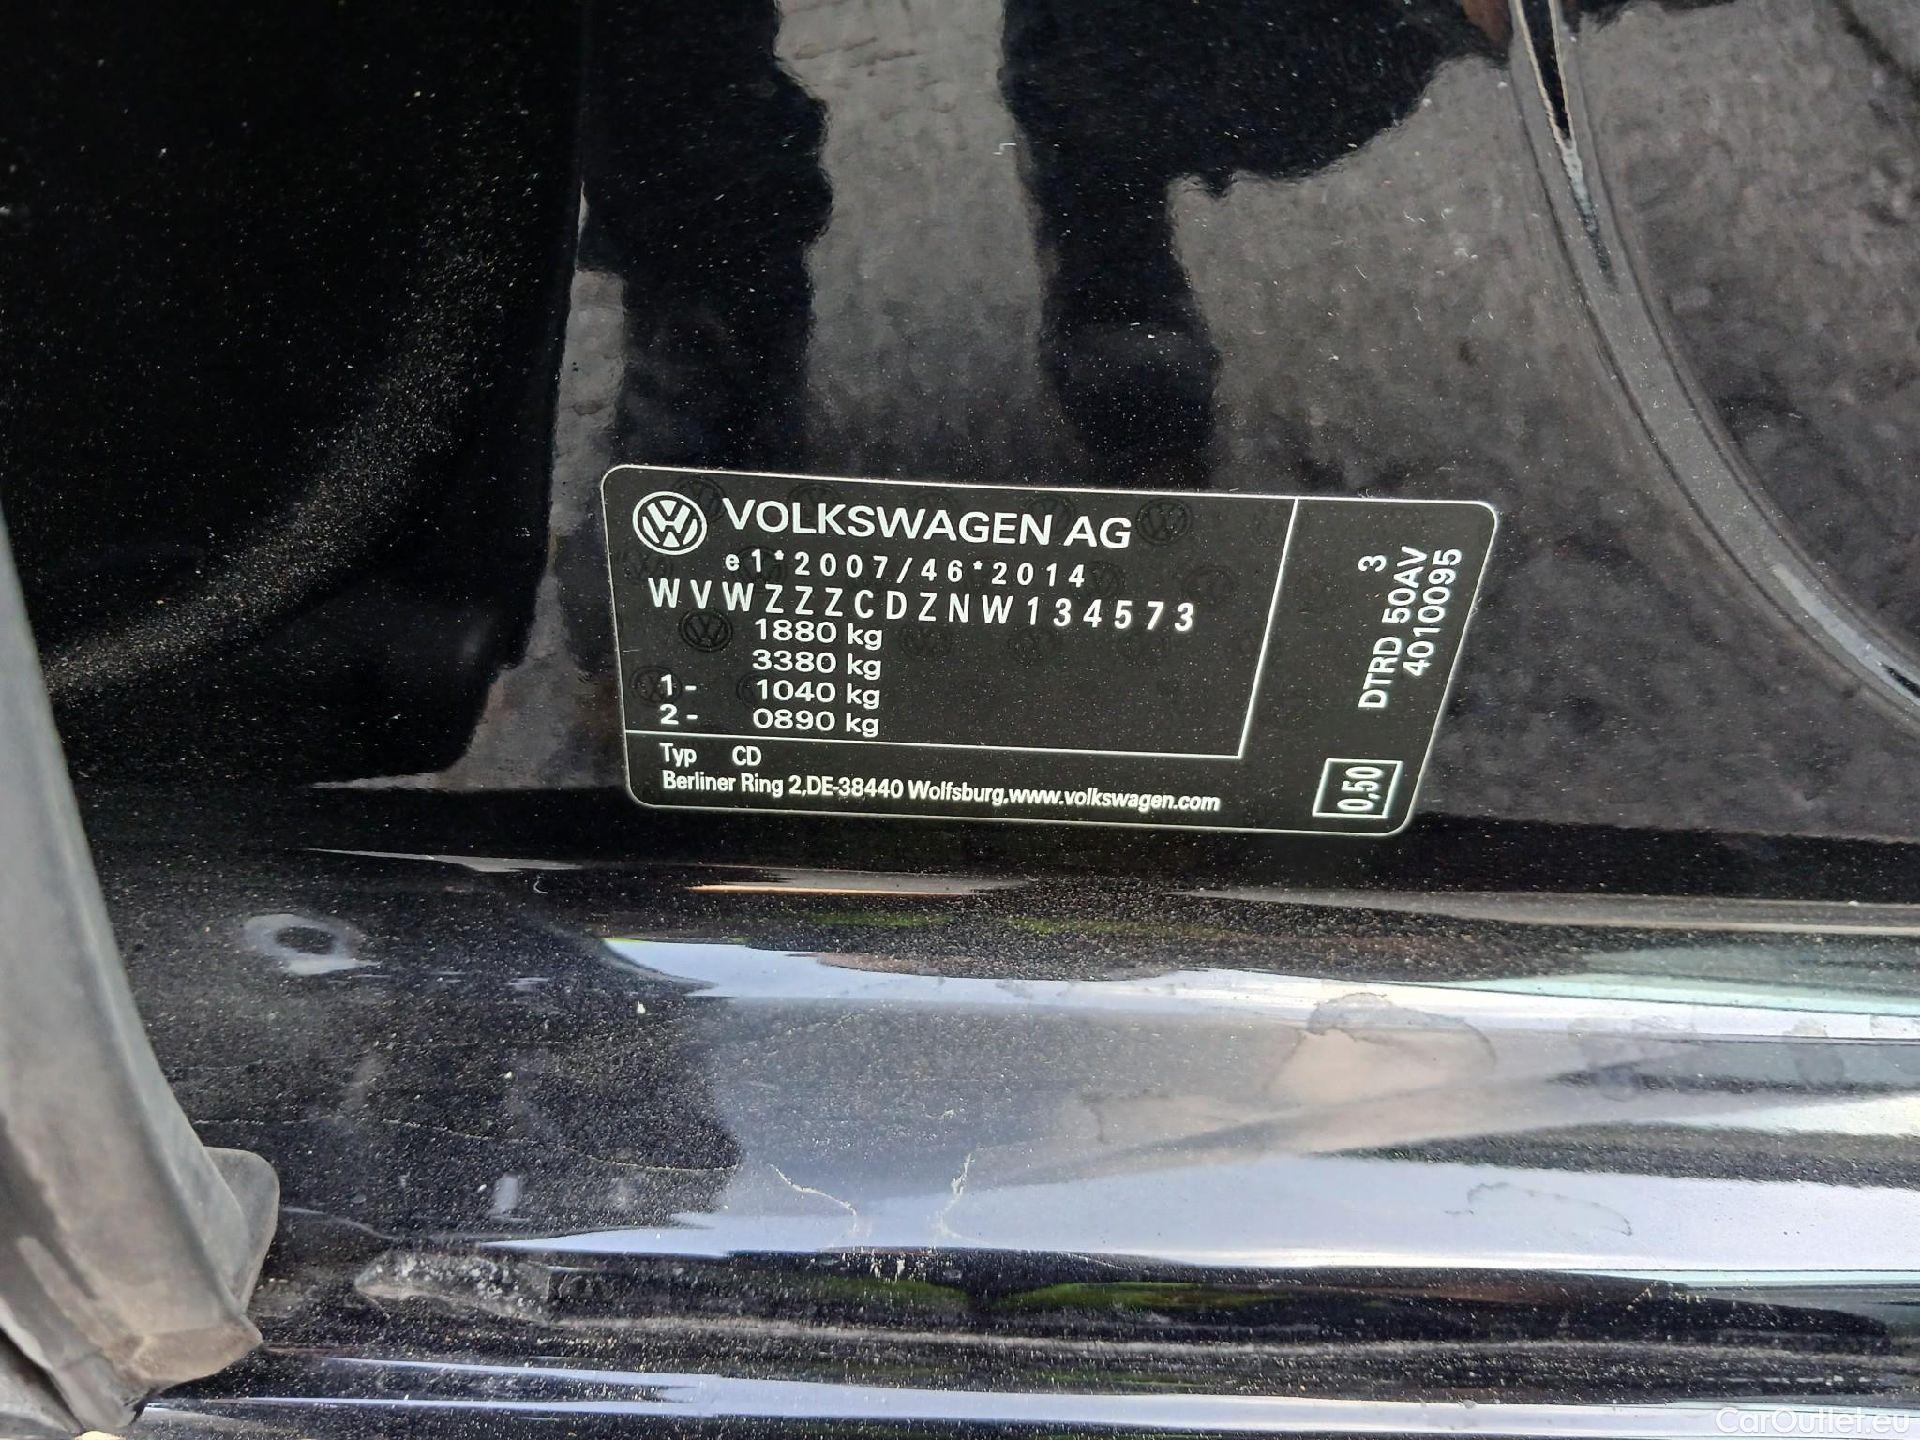 VOLKSWAGEN AG
e1*2007/46*2014
WVWZZZCDZNW134573
1880 kg
3380 kg
1- 1040 kg
2- 0890 kg
Typ CD
Berliner Ring 2,DE-38440 Wolfsburg,www.volkswagen.com
3
DTRD 50AV
4010095
0,50
CarOutlet.eu